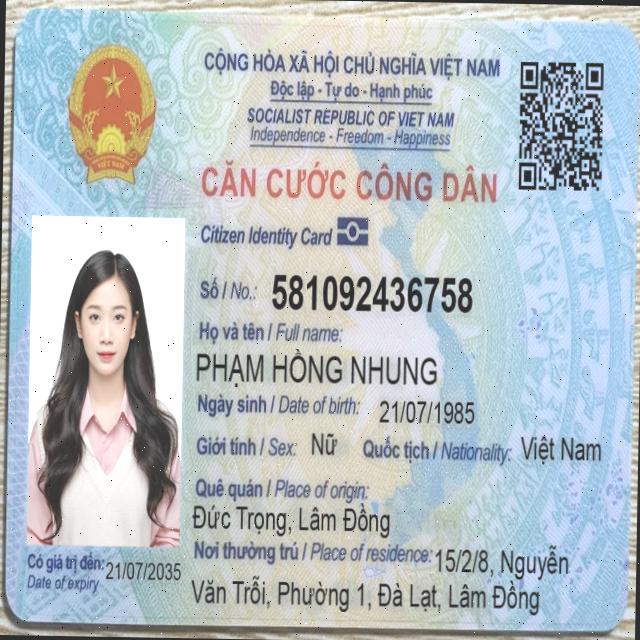 CỘNG HÒA XÃ HỘI CHỦ NGHĨA VIỆT NAM
Độc lập - Tự do - Hạnh phúc
SOCIALIST REPUBLIC OF VIET NAM
Independence - Freedom - Happiness
CĂN CƯỚC CÔNG DÂN
Citizen Identity Card
VIỆT NAM
Số / No.: 581092436758
Họ và tên / Full name:
PHẠM HỒNG NHUNG
Ngày sinh / Date of birth: 21/07/1985
Giới tính / Sex: Nữ Quốc tịch / Nationality: Việt Nam
Quê quán / Place of origin:
Đức Trọng, Lâm Đồng
Nơi thường trú / Place of residence: 15/2/8, Nguyễn
Văn Trỗi, Phường 1, Đà Lạt, Lâm Đồng
Có giá trị đến: 21/07/2035
Date of expiry